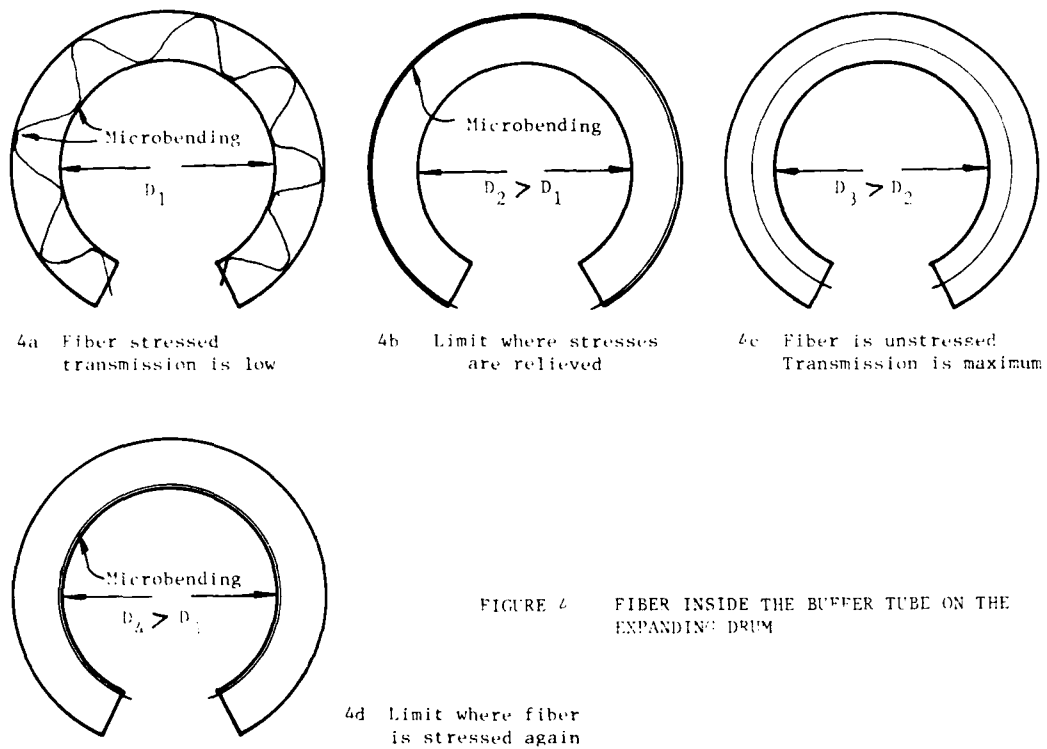 Microbending
D1
4a Fiber stressed
transmission is low
Microbending
D2 > D1
4b Limit where stresses
are relieved
D3 > D2
4c Fiber is unstressed
Transmission is maximum
Microbending
D4 >
4d Limit where fiber
is stressed again
FIGURE 4 FIBER INSIDE THE BUFFER TUBE ON THE
EXPANDING DRUM